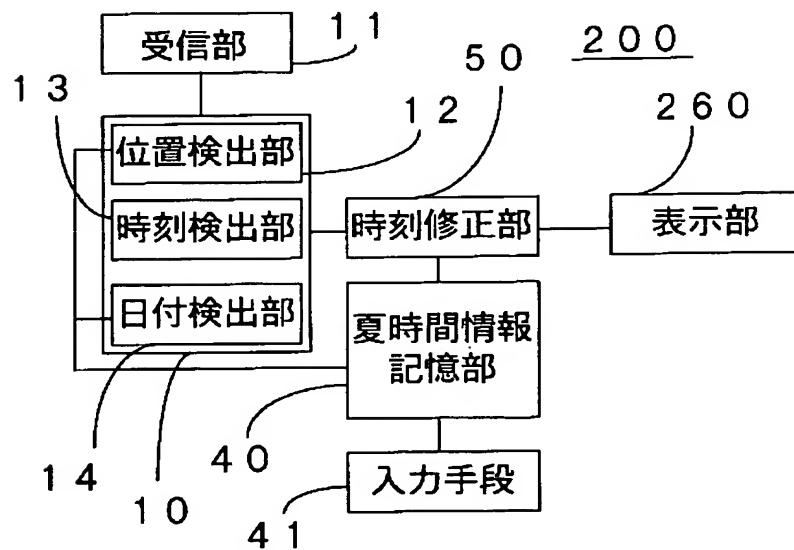 受信部
１１
５０
２００
１３
位置検出部
１２
２６０
時刻検出部
時刻修正部
表示部
日付検出部
夏時間情報
記憶部
１４
１０
４０
入力手段
４１